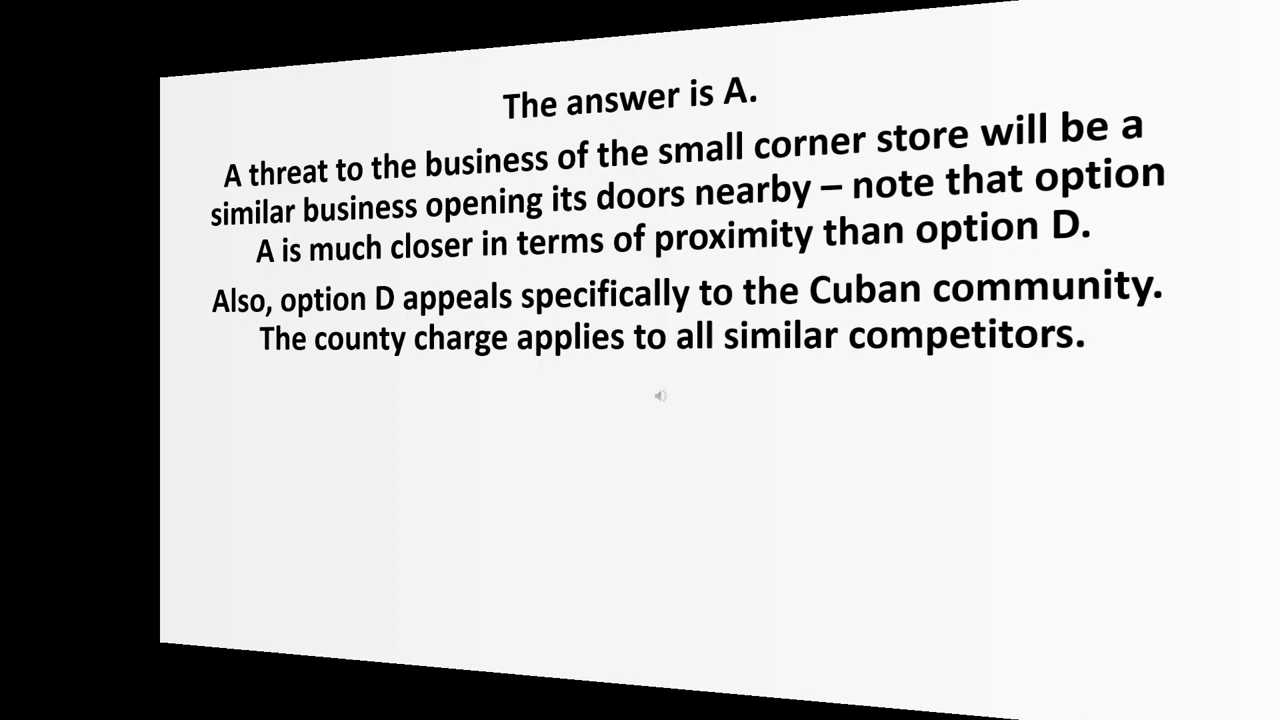 The answer is A.
A threat to the business of the small corner store will be a
similar business opening its doors nearby – note that option
A is much closer in terms of proximity than option D.
Also, option D appeals specifically to the Cuban community.
The county charge applies to all similar competitors.